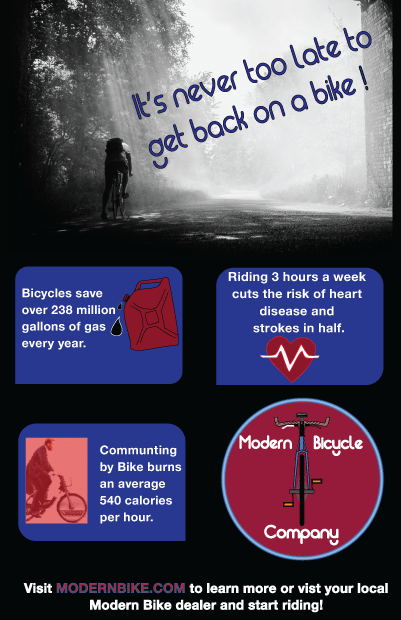 It's never too late to
get back on a bike !
Bicycles save
over 238 million
gallons of gas
every year.
Riding 3 hours a week
cuts the risk of heart
disease and
strokes in half.
Communting
by Bike burns
an average
540 calories
per hour.
Modern Bicycle
Company
Visit MODERNBIKE.COM to learn more or vist your local
Modern Bike dealer and start riding!